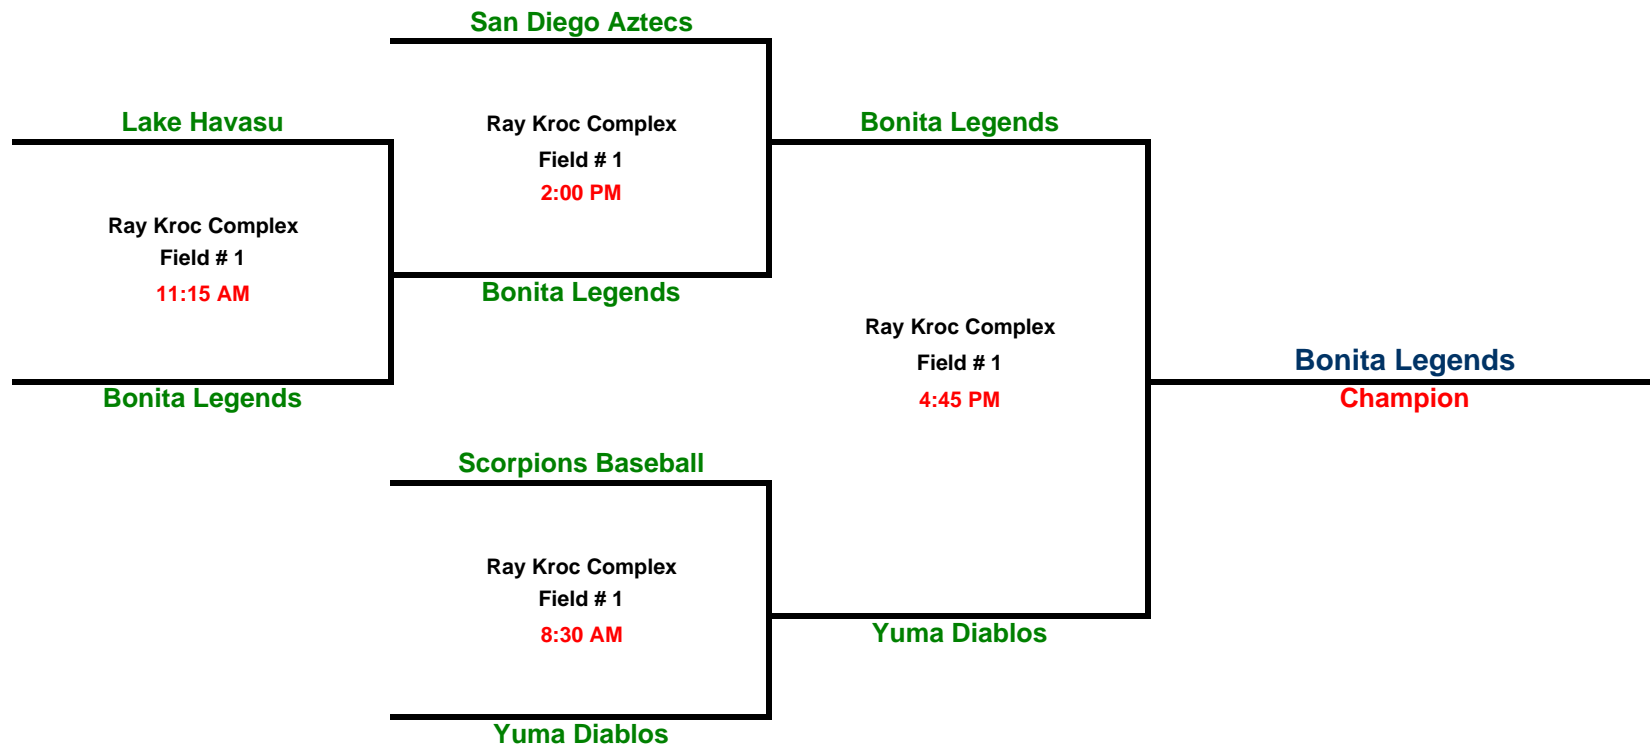 San Diego Aztecs
Lake Havasu
Ray Kroc Complex
Field # 1
2:00 PM
Bonita Legends
Ray Kroc Complex
Field # 1
11:15 AM
Bonita Legends
Ray Kroc Complex
Field # 1
4:45 PM
Bonita Legends
Champion
Bonita Legends
Scorpions Baseball
Ray Kroc Complex
Field # 1
8:30 AM
Yuma Diablos
Yuma Diablos